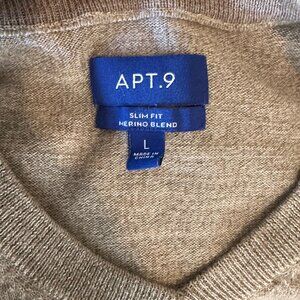 APT.9
SLIM FIT
MERINO BLEND
L
MADE IN
CHINA